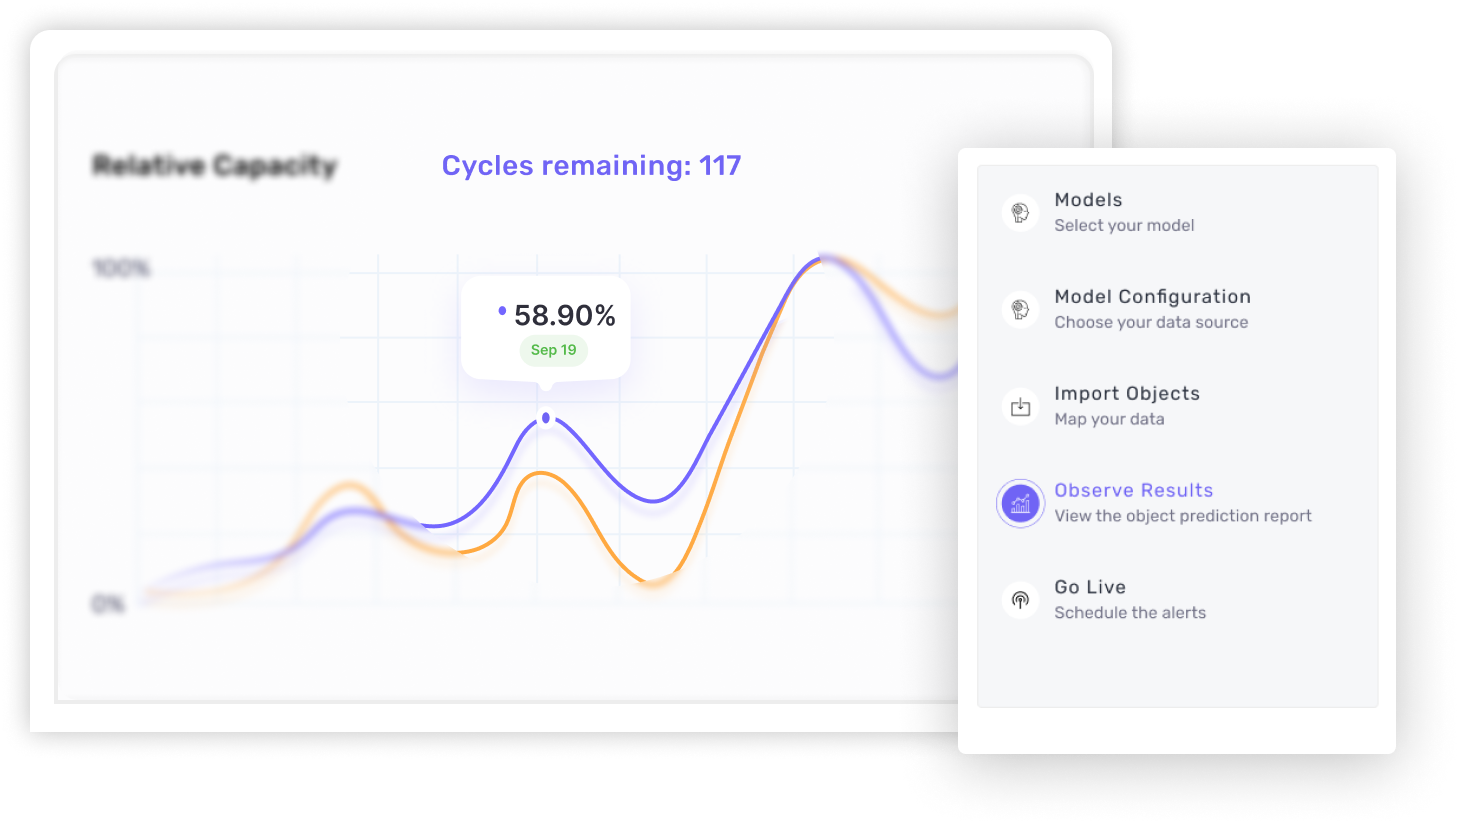 Relative Capacity
Cycles remaining: 117
100%
58.90%
Sep 19
0%
Models
Select your model
Model Configuration
Choose your data source
Import Objects
Map your data
Observe Results
View the object prediction report
Go Live
Schedule the alerts